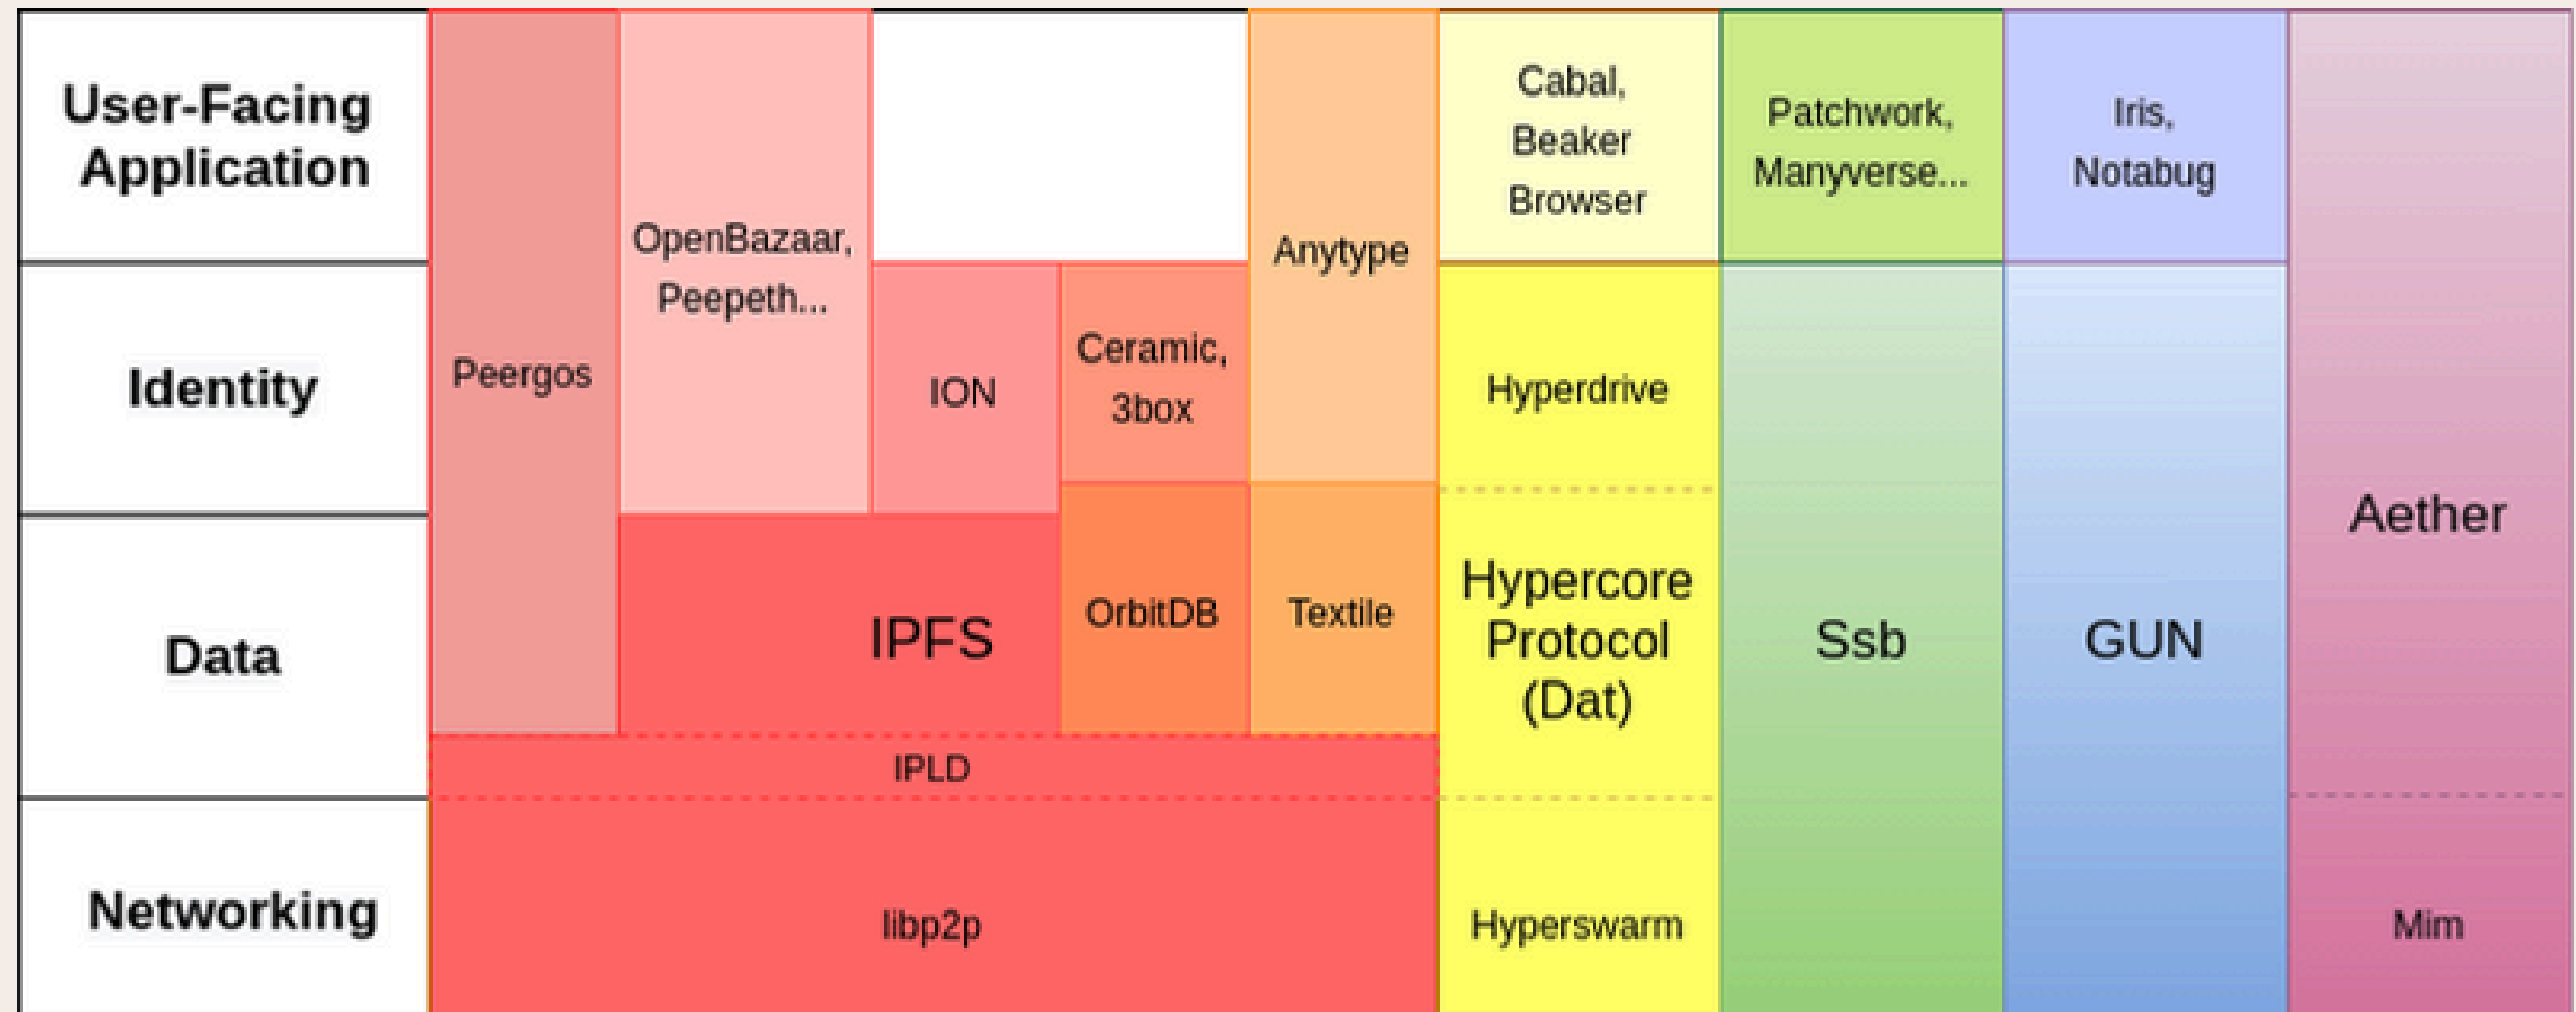 User-Facing
Application
Identity
Data
Networking
Peergos
OpenBazaar,
Peepeth...
ION
Ceramic,
3box
Anytype
IPFS
OrbitDB
Textile
IPLD
libp2p
Cabal,
Beaker
Browser
Hyperdrive
Hypercore
Protocol
(Dat)
Hyperswarm
Patchwork,
Manyverse...
Ssb
Iris,
Notabug
GUN
Aether
Mim